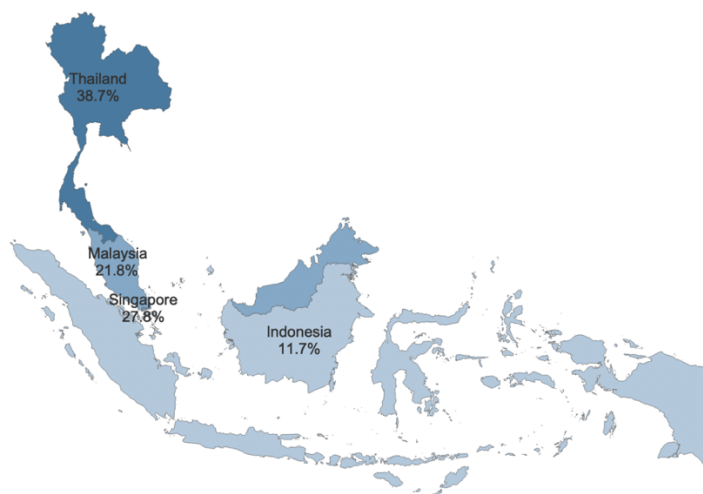 Thailand
38.7%
Malaysia
21.8%
Singapore
27.8%
Indonesia
11.7%